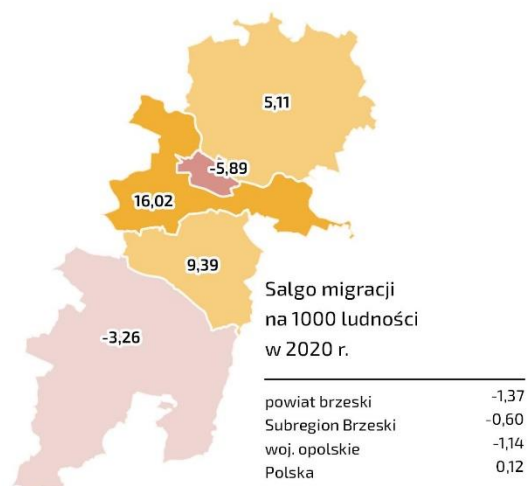 5,11
-5,89
16,02
9,39
-3,26
Salgo migracji
na 1000 ludności
w 2020 r.
powiat brzeski -1,37
Subregion Brzeski -0,60
woj. opolskie -1,14
Polska 0,12